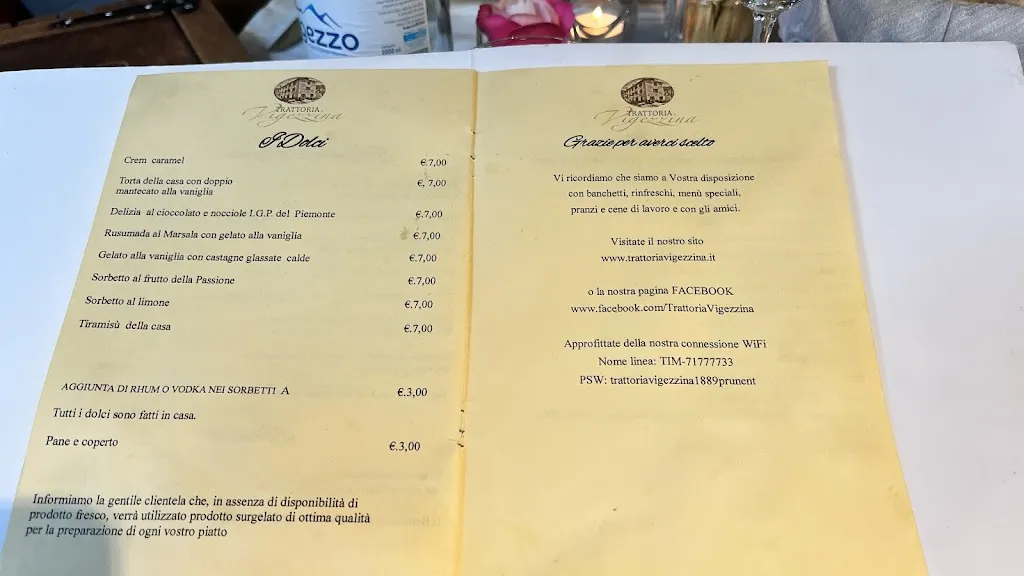 ezzo
TRATTORIA
Vigezzina
I Dolci
Crem caramel €.7,00
Torta della casa con doppio
mantecato alla vaniglia €, 7,00
Delizia al cioccolato e nocciole I.G.P. del Piemonte €.7,00
Rusumada al Marsala con gelato alla vaniglia €.7,00
Gelato alla vaniglia con castagne glassate calde €.7,00
Sorbetto al frutto della Passione €.7,00
Sorbetto al limone €.7,00
Tiramisù della casa €.7,00
AGGIUNTA DI RHUM O VODKA NEI SORBETTI A €.3,00
Tutti i dolci sono fatti in casa.
Pane e coperto €.3,00
Informiamo la gentile clientela che, in assenza di disponibilità di
prodotto fresco, verrà utilizzato prodotto surgelato di ottima qualità
per la preparazione di ogni vostro piatto
TRATTORIA
Vigezzina
Grazie per averci scelto
Vi ricordiamo che siamo a Vostra disposizione
con banchetti, rinfreschi, menù speciali,
pranzi e cene di lavoro e con gli amici.
Visitate il nostro sito
www.trattoriavigezzina.it
o la nostra pagina FACEBOOK
www.facebook.com/TrattoriaVigezzina
Approfittate della nostra connessione WiFi
Nome linea: TIM-71777733
PSW: trattoriavigezzina1889prunent